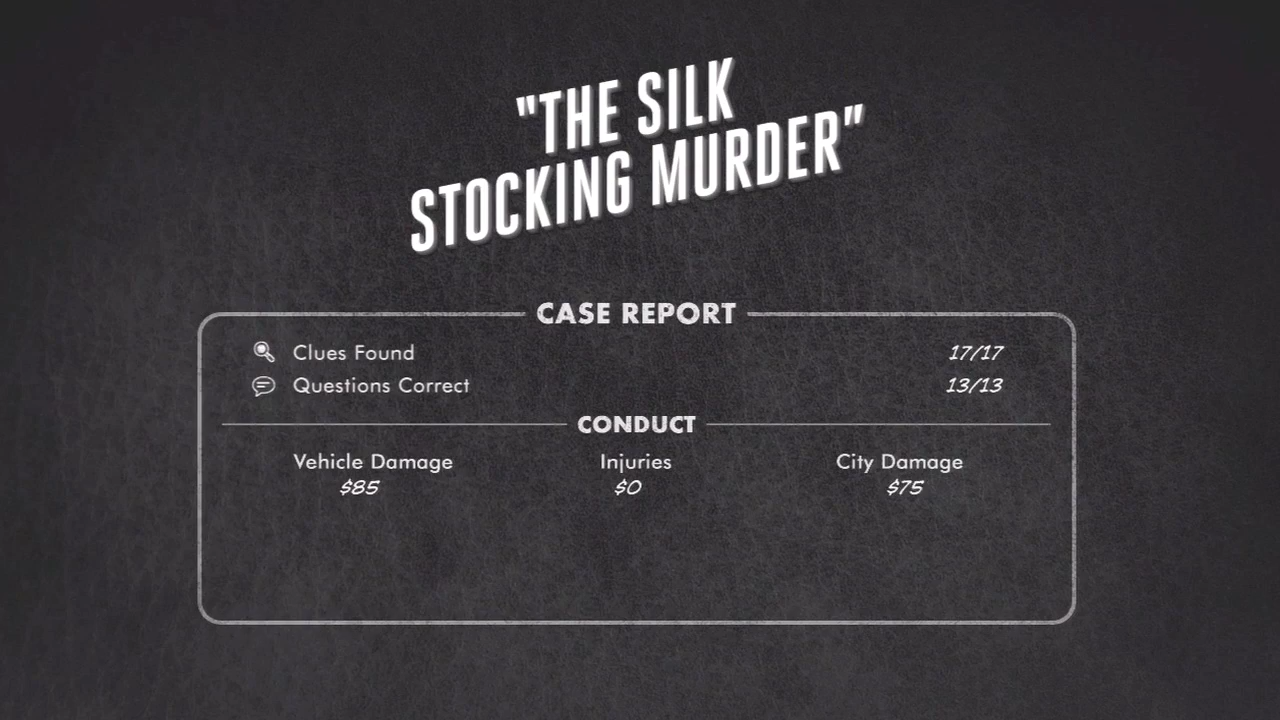 "THE SILK
STOCKING MURDER"
CASE REPORT
Clues Found 17/17
Questions Correct 13/13
CONDUCT
Vehicle Damage Injuries City Damage
$85 $0 $75